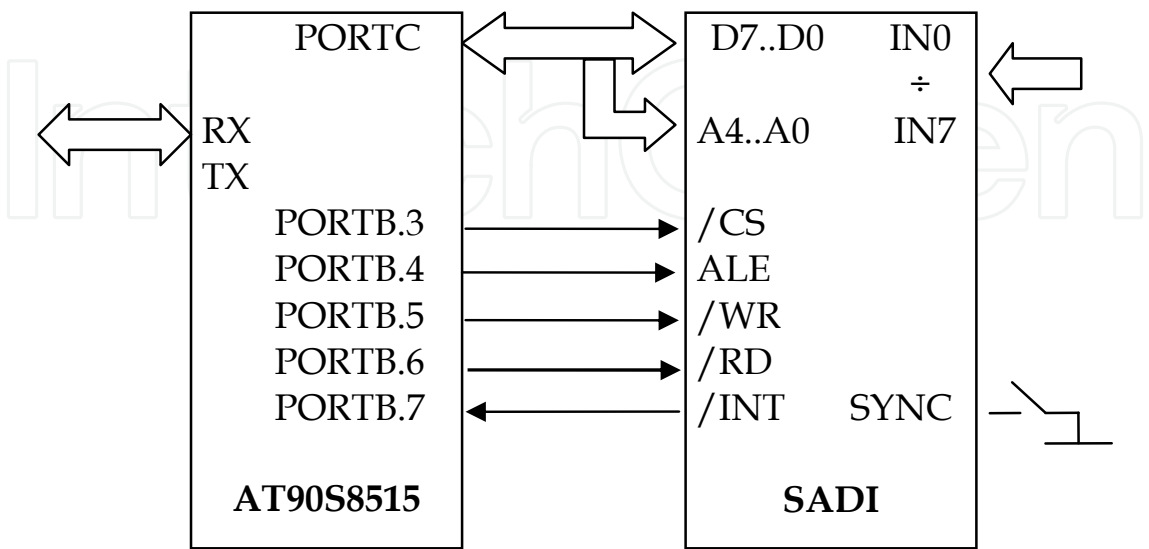 PORTC
RX
TX
PORTB.3
PORTB.4
PORTB.5
PORTB.6
PORTB.7
AT90S8515
D7..D0 IN0
÷
A4..A0 IN7
/CS
ALE
/WR
/RD
/INT SYNC
SADI